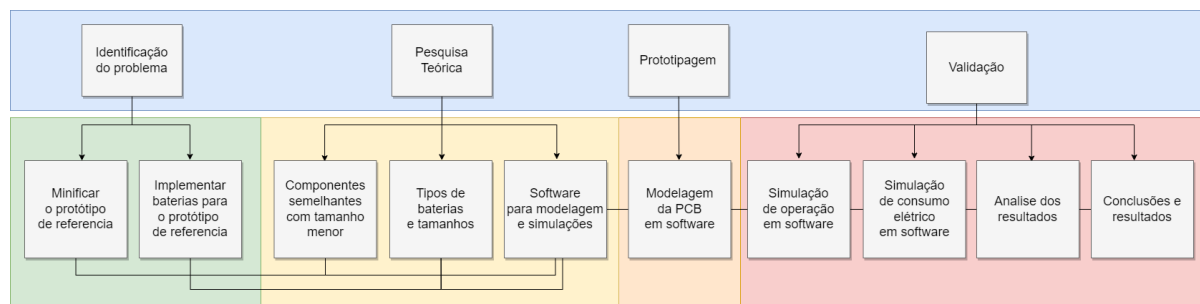 Identificação
do problema
Pesquisa
Teórica
Prototipagem
Validação
Minificar
o protótipo
de referencia
Implementar
baterias para
o protótipo
de referencia
Componentes
semelhantes
com tamanho
menor
Tipos de
baterias
e tamanhos
Software
para modelagem
e simulações
Modelagem
da PCB
em software
Simulação
de operação
em software
Simulação
de consumo
elétrico
em software
Analise dos
resultados
Conclusões e
resultados